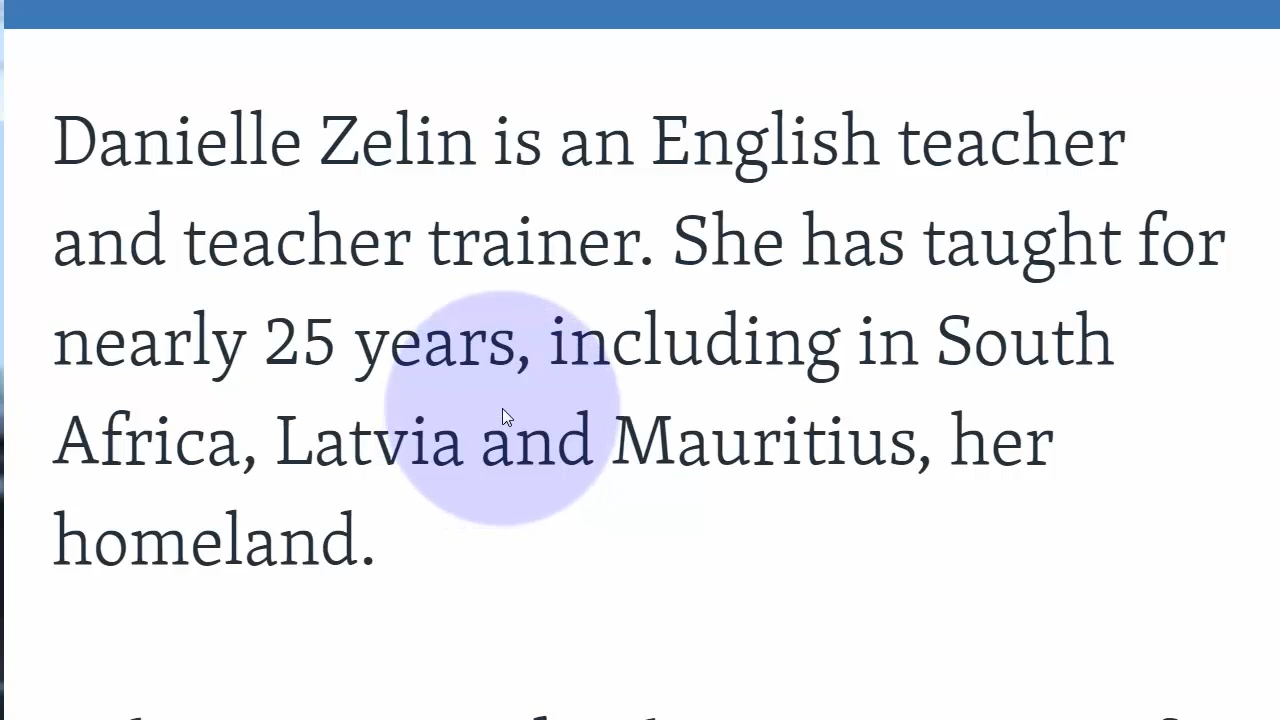 Danielle Zelin is an English teacher
and teacher trainer. She has taught for
nearly 25 years, including in South
Africa, Latvia and Mauritius, her
homeland.